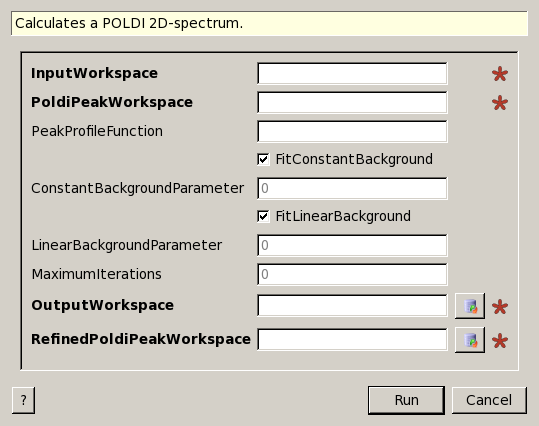 Calculates a POLDI 2D-spectrum.
InputWorkspace
PoldiPeakWorkspace
PeakProfileFunction
FitConstantBackground
ConstantBackgroundParameter 0
FitLinearBackground
LinearBackgroundParameter 0
MaximumIterations 0
OutputWorkspace
RefinedPoldiPeakWorkspace
? Run Cancel